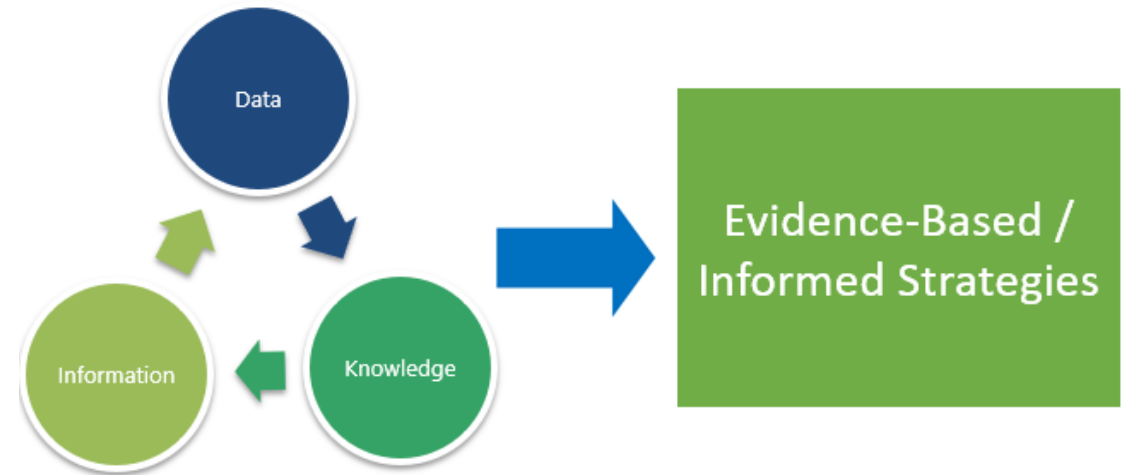 Data
Information
Knowledge
Evidence-Based /
Informed Strategies